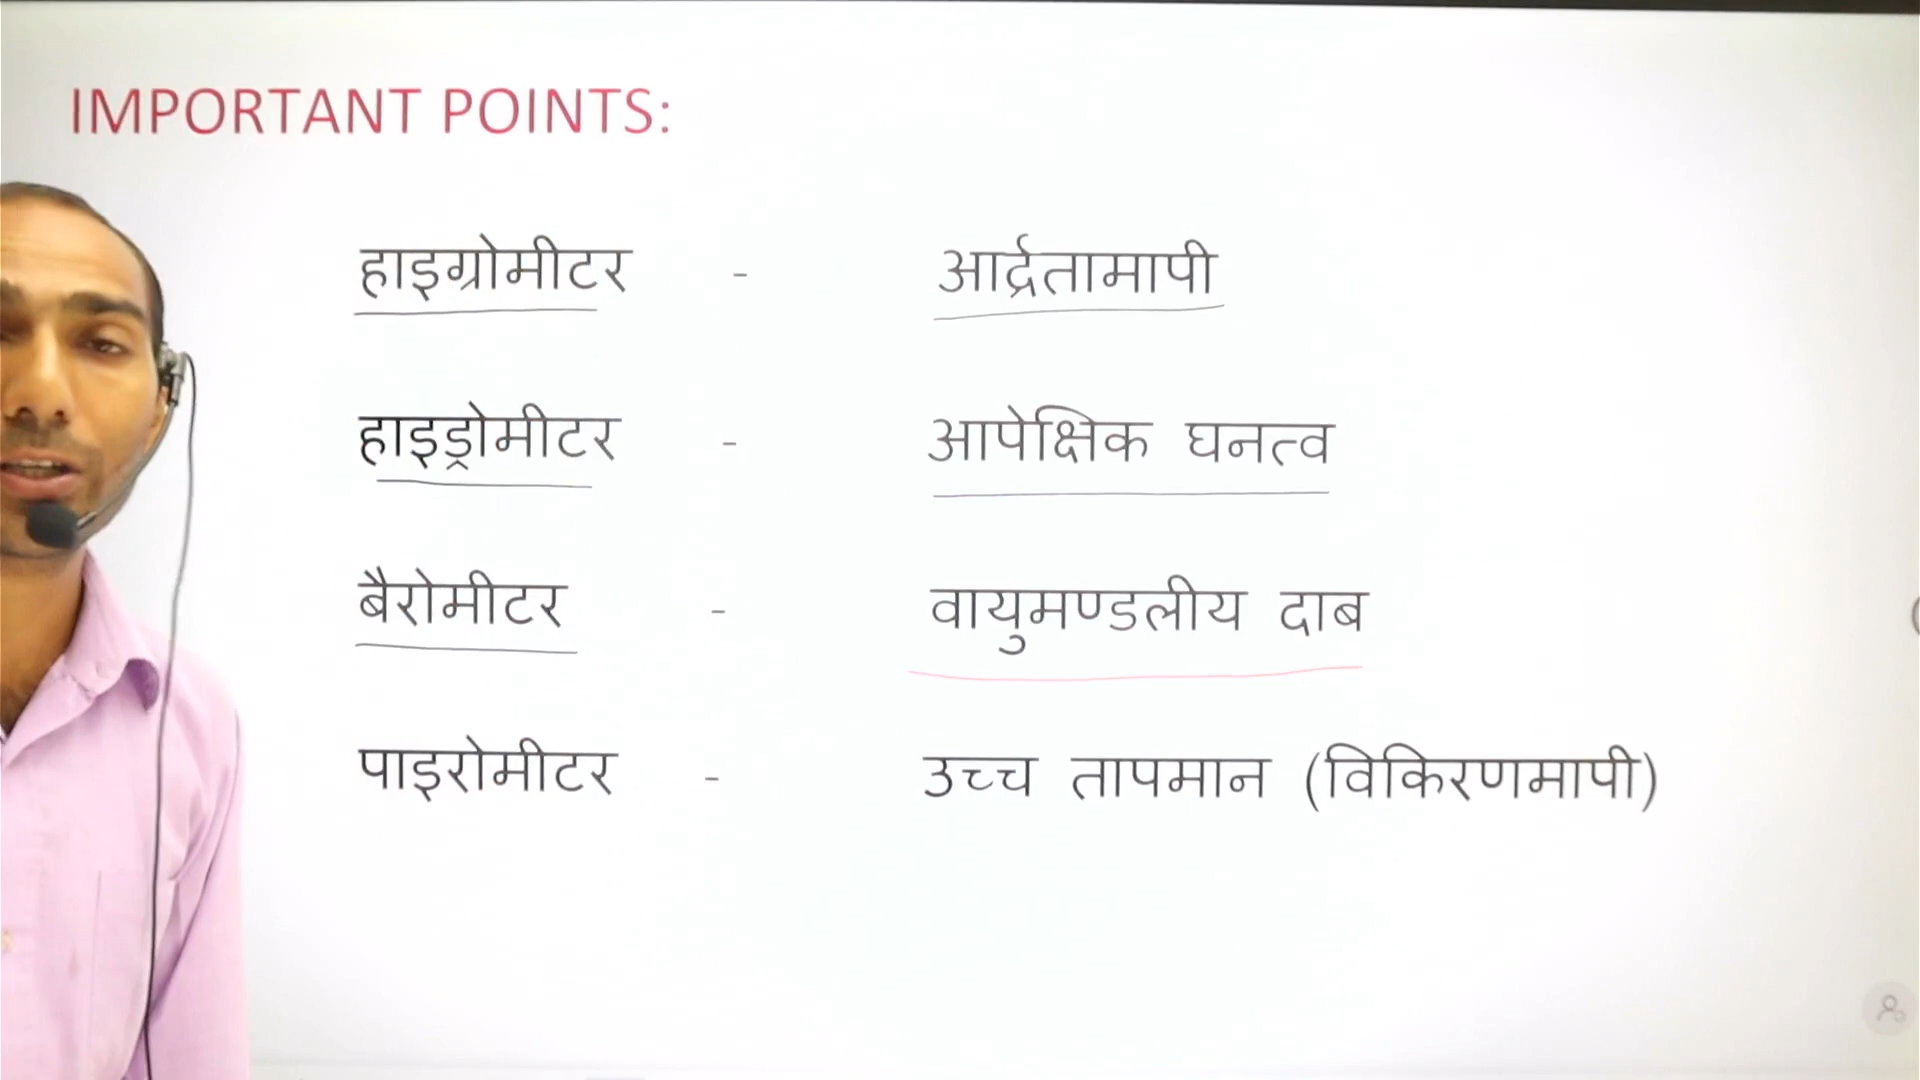 IMPORTANT POINTS:
हाइग्रोमीटर - आर्द्रतामापी
हाइड्रोमीटर - आपेक्षिक घनत्व
बैरोमीटर - वायुमण्डलीय दाब
पाइरोमीटर - उच्च तापमान (विकिरणमापी)